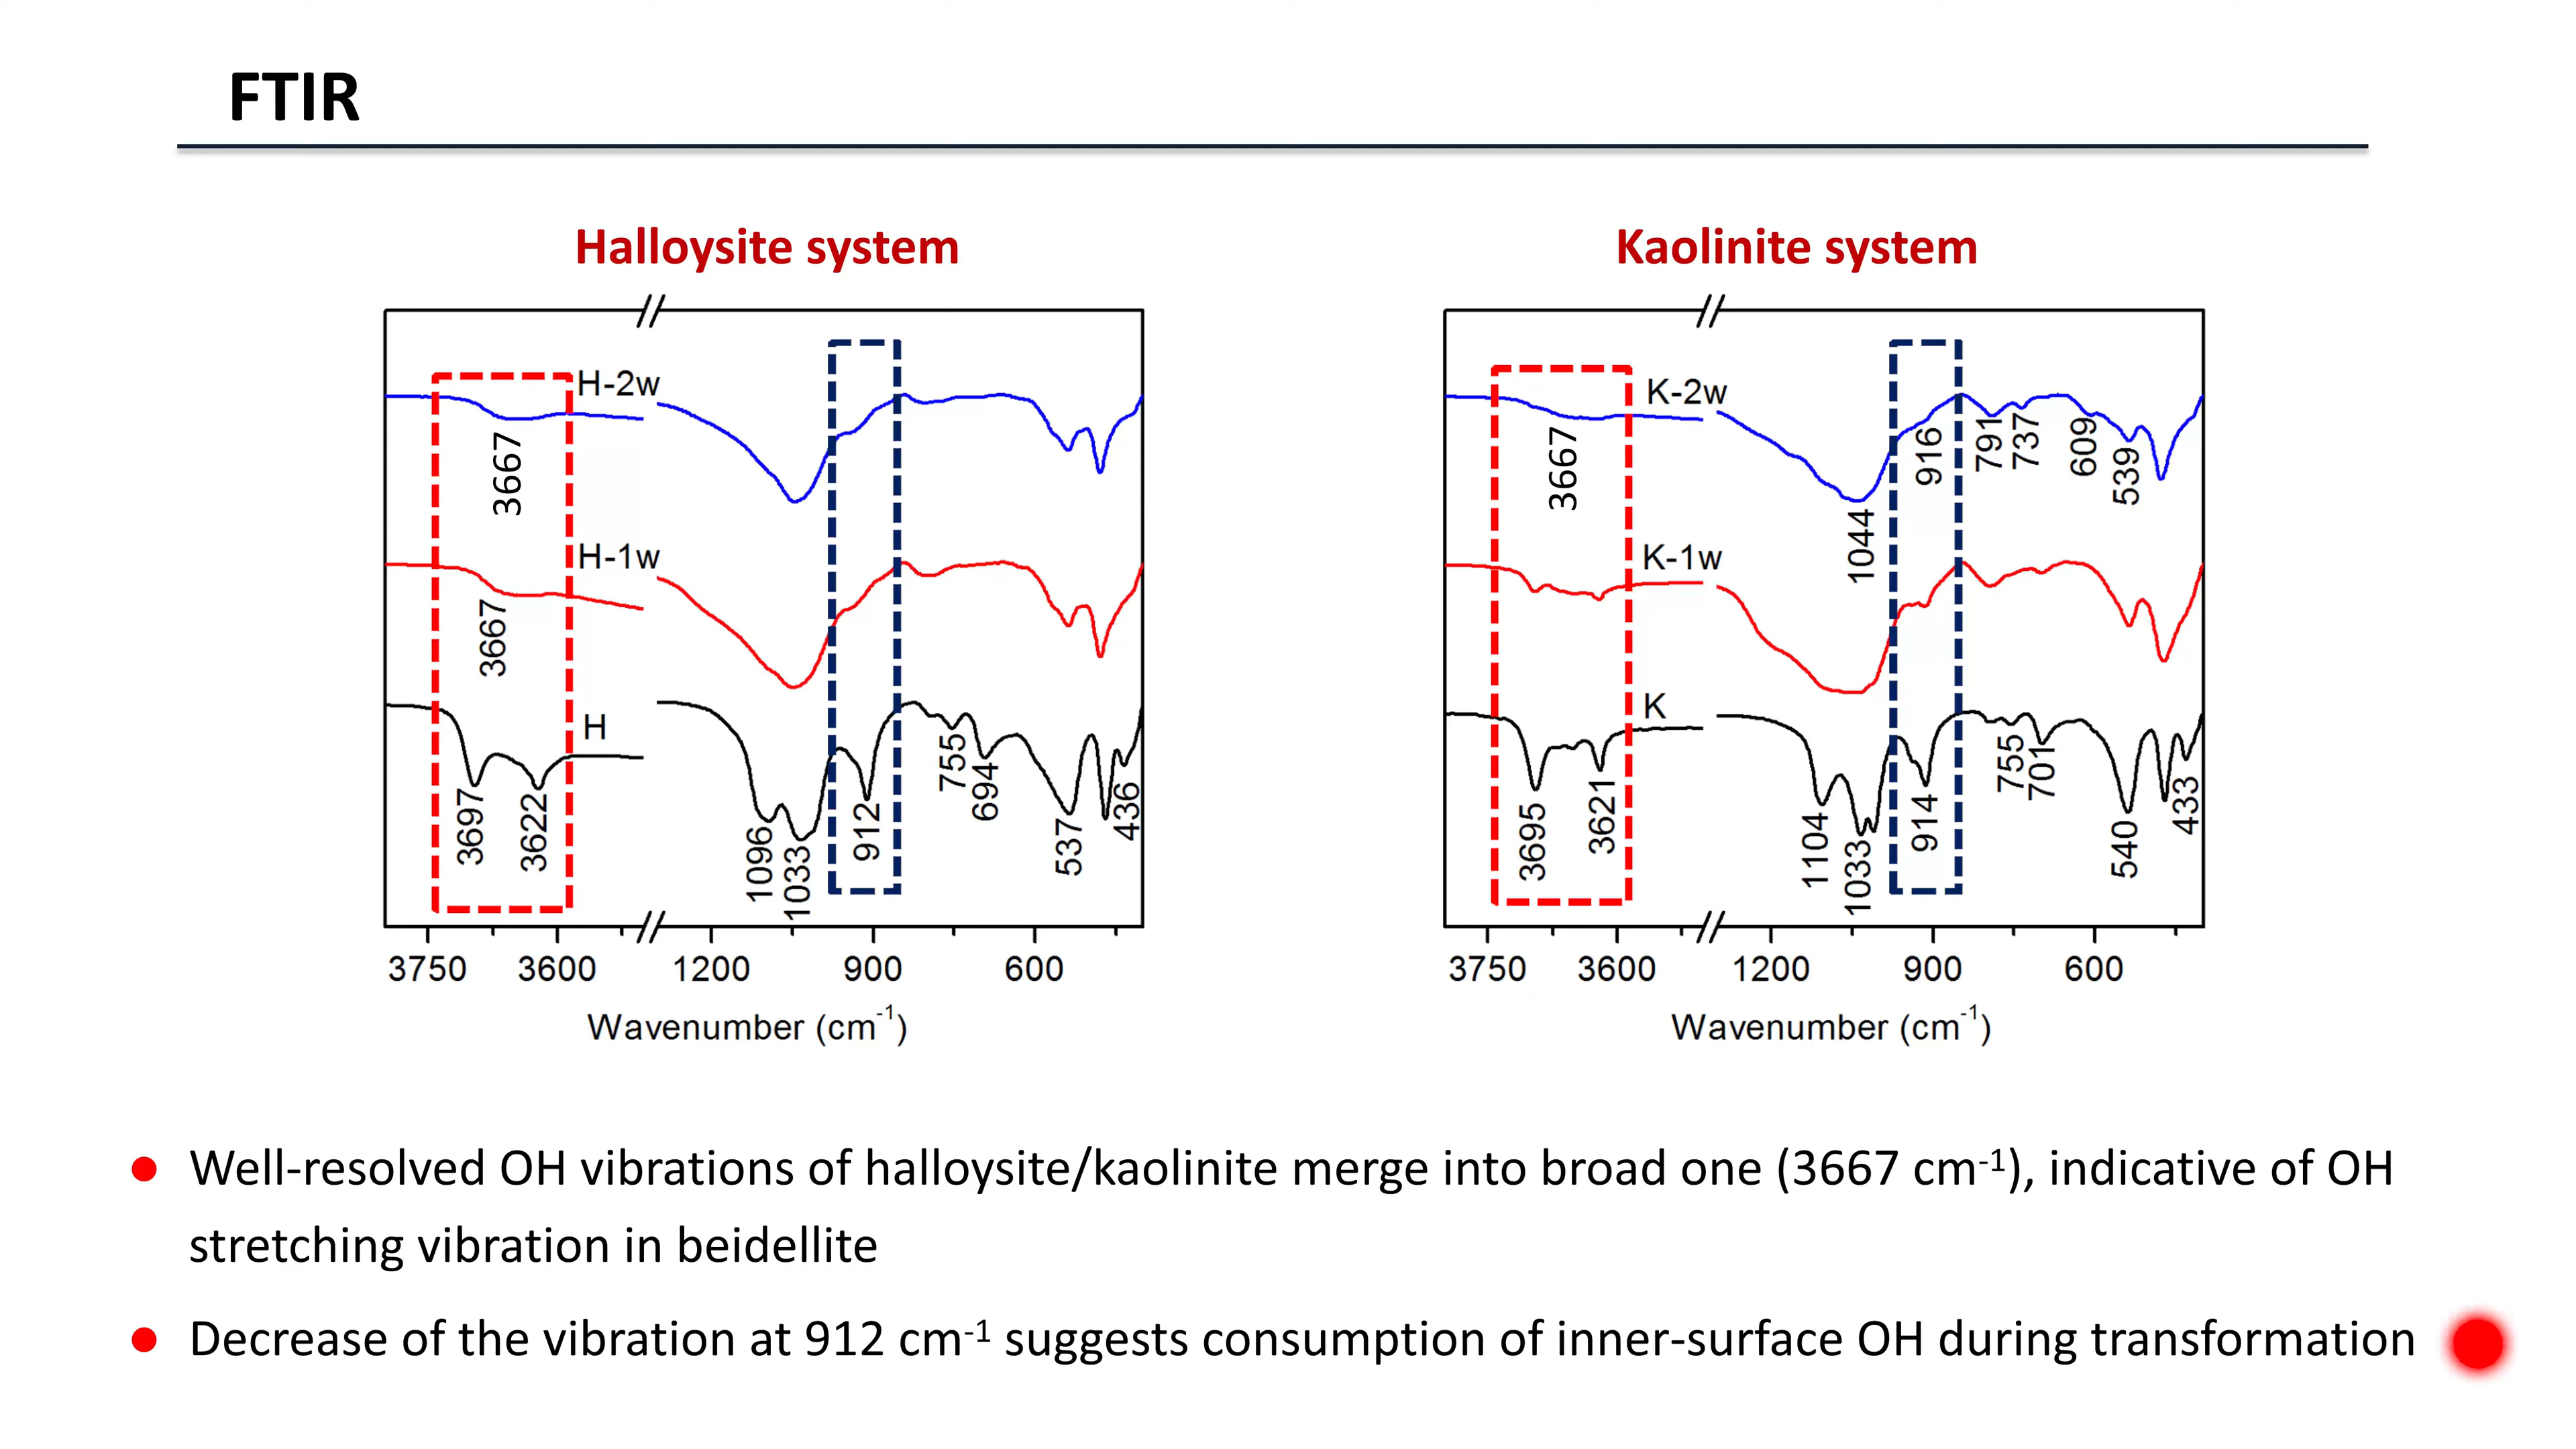 FTIR
Halloysite system
H-2w
3667
H-1w
3667
H
3697
3622
1096
1033
912
755
694
537
436
3750
3600
1200
900
600
Wavenumber (cm-1)
Kaolinite system
K-2w
3667
1044
916
791
737
609
539
K-1w
K
3695
3621
1104
1033
914
755
701
540
433
3750
3600
1200
900
600
Wavenumber (cm-1)
Well-resolved OH vibrations of halloysite/kaolinite merge into broad one (3667 cm-1), indicative of OH
stretching vibration in beidellite
Decrease of the vibration at 912 cm-1 suggests consumption of inner-surface OH during transformation